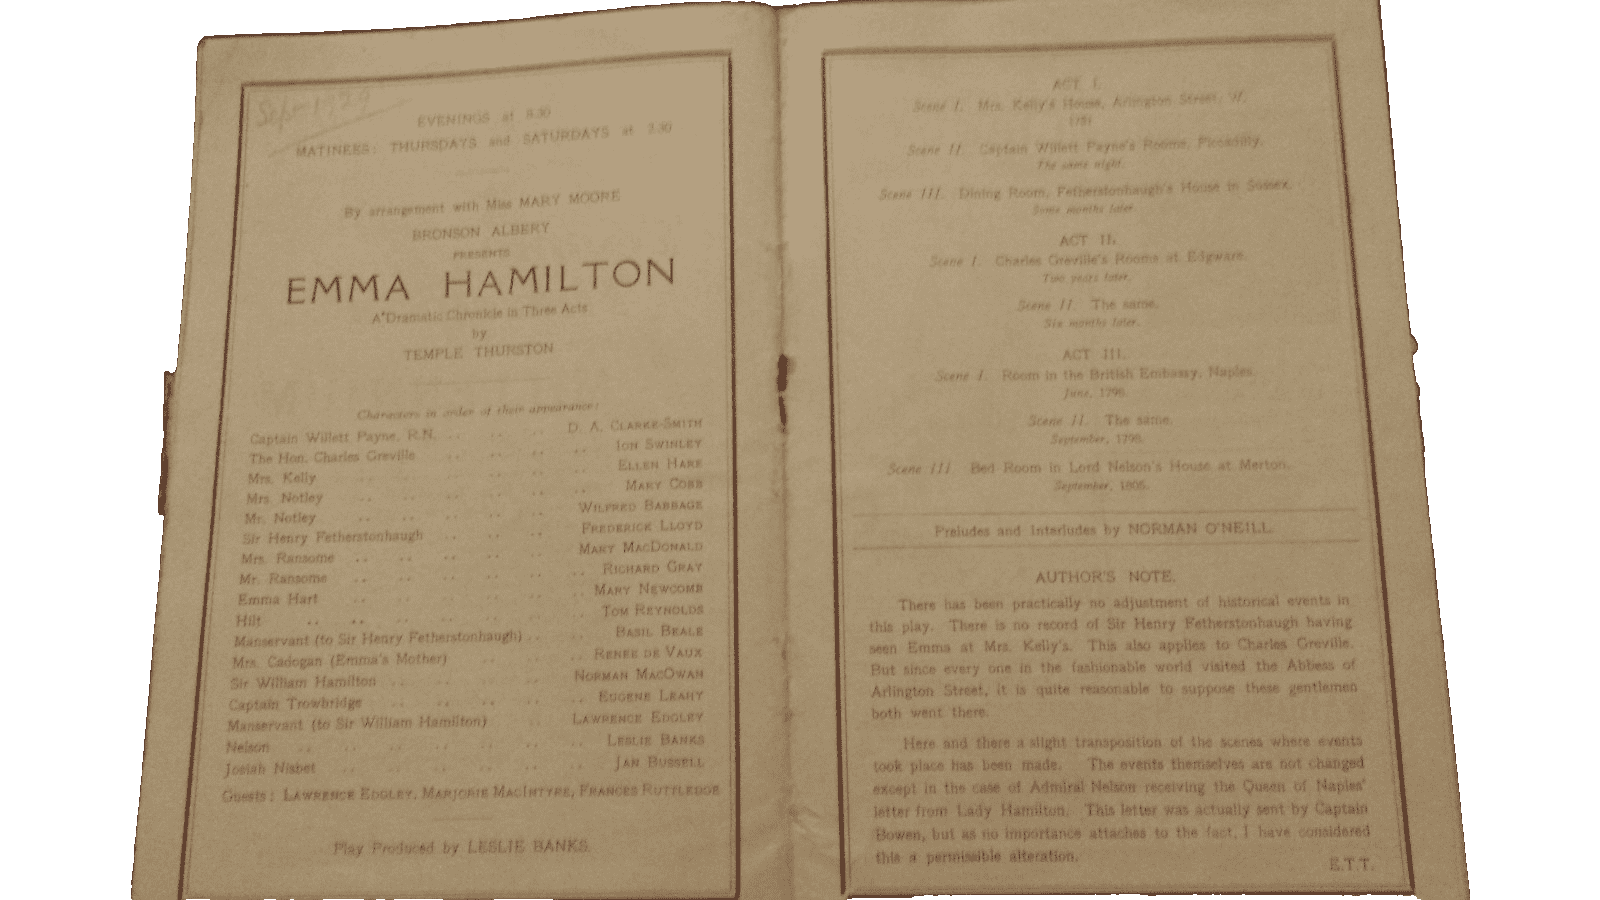 Sept 1929
EVENINGS at 8.30
MATINEES: THURSDAYS and SATURDAYS at 2.30
By arrangement with Miss MARY MOORE
BRONSON ALBERY
PRESENTS
EMMA HAMILTON
A Dramatic Chronicle in Three Acts
by
TEMPLE THURSTON
Characters in order of their appearance:
Captain Willett Payne, R.N. .. .. .. D. A. CLARKE-SMITH
The Hon. Charles Greville .. .. .. ION SWINLEY
Mrs. Kelly .. .. .. .. .. ELLEN HARE
Mrs. Notley .. .. .. .. .. .. MARY COBB
Mr. Notley .. .. .. .. .. WILFRED BABBAGE
Sir Henry Fetherstonhaugh .. .. .. FREDERICK LLOYD
Mrs. Ransome .. .. .. .. .. MARY MACDONALD
Mr. Ransome .. .. .. .. .. .. RICHARD GRAY
Emma Hart .. .. .. .. .. .. MARY NEWCOMB
Hilt .. .. .. .. .. .. .. TOM REYNOLDS
Manservant (to Sir Henry Fetherstonhaugh) .. .. BASIL BEALE
Mrs. Cadogan (Emma's Mother) .. .. .. RENEE DE VAUX
Sir William Hamilton .. .. .. .. .. NORMAN MACOWAN
Captain Trowbridge .. .. .. .. .. EUGENE LEAHY
Manservant (to Sir William Hamilton) .. LAWRENCE EDGLEY
Nelson .. .. .. .. .. .. .. LESLIE BANKS
Josiah Nisbet .. .. .. .. .. .. JAN BUSSELL
Guests: LAWRENCE EDGLEY, MARJORIE MACINTYRE, FRANCES RUTTLEDGE
Play Produced by LESLIE BANKS.
ACT I.
Scene I. Mrs. Kelly's House, Arlington Street, W.
1781
Scene II. Captain Willett Payne's Rooms, Piccadilly.
The same night.
Scene III. Dining Room, Fetherstonhaugh's House in Sussex.
Some months later.
ACT II.
Scene I. Charles Greville's Rooms at Edgware.
Two years later.
Scene II. The same.
Six months later.
ACT III.
Scene I. Room in the British Embassy, Naples.
June, 1798.
Scene II. The same.
September, 1798.
Scene III. Bed Room in Lord Nelson's House at Merton.
September, 1805.
Preludes and Interludes by NORMAN O'NEILL.
AUTHOR'S NOTE.
There has been practically no adjustment of historical events in
this play. There is no record of Sir Henry Fetherstonhaugh having
seen Emma at Mrs. Kelly's. This also applies to Charles Greville.
But since every one in the fashionable world visited the Abbess of
Arlington Street, it is quite reasonable to suppose these gentlemen
both went there.
Here and there a slight transposition of the scenes where events
took place has been made. The events themselves are not changed
except in the case of Admiral Nelson receiving the Queen of Naples'
letter from Lady Hamilton. This letter was actually sent by Captain
Bowen, but as no importance attaches to the fact, I have considered
this a permissible alteration.
E.T.T.